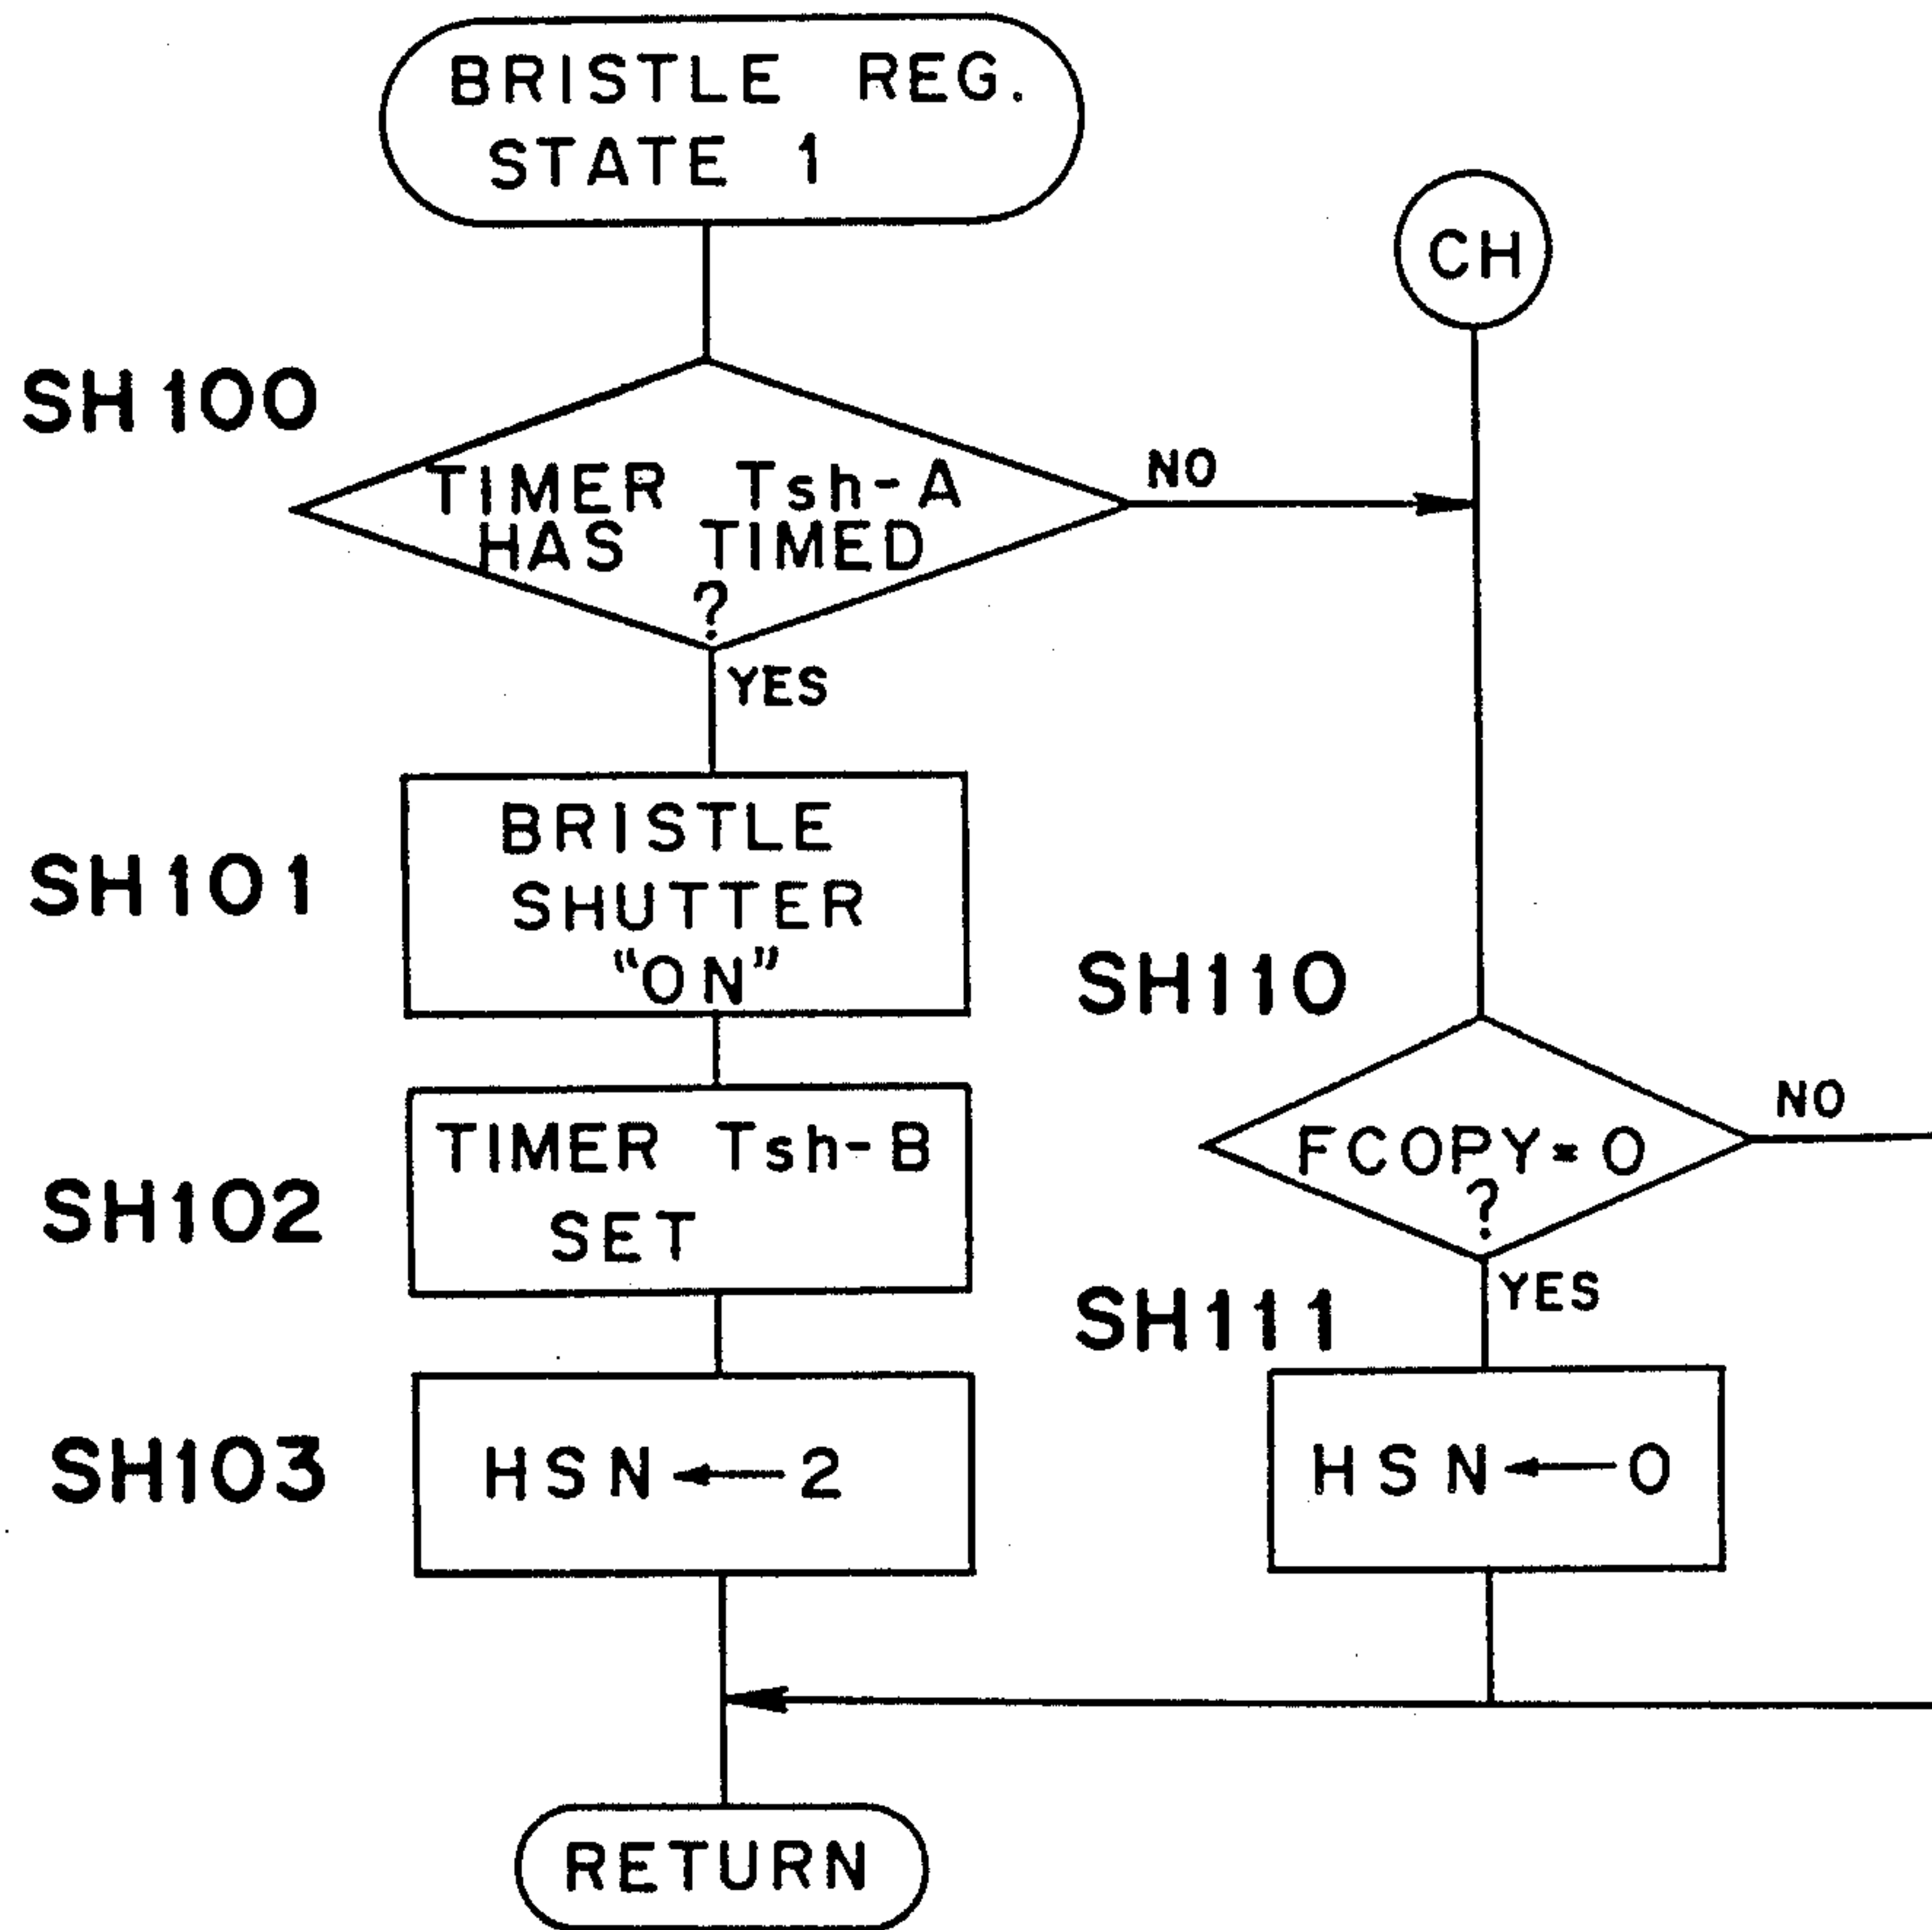 BRISTLE REG.
STATE 1
CH
SH100
TIMER Tsh-A
HAS TIMED
?
NO
YES
SH101
BRISTLE
SHUTTER
“ON”
SH102
TIMER Tsh-B
SET
SH103
HSN ← 2
SH110
FCOPY = 0
?
NO
YES
SH111
HSN ← 0
RETURN